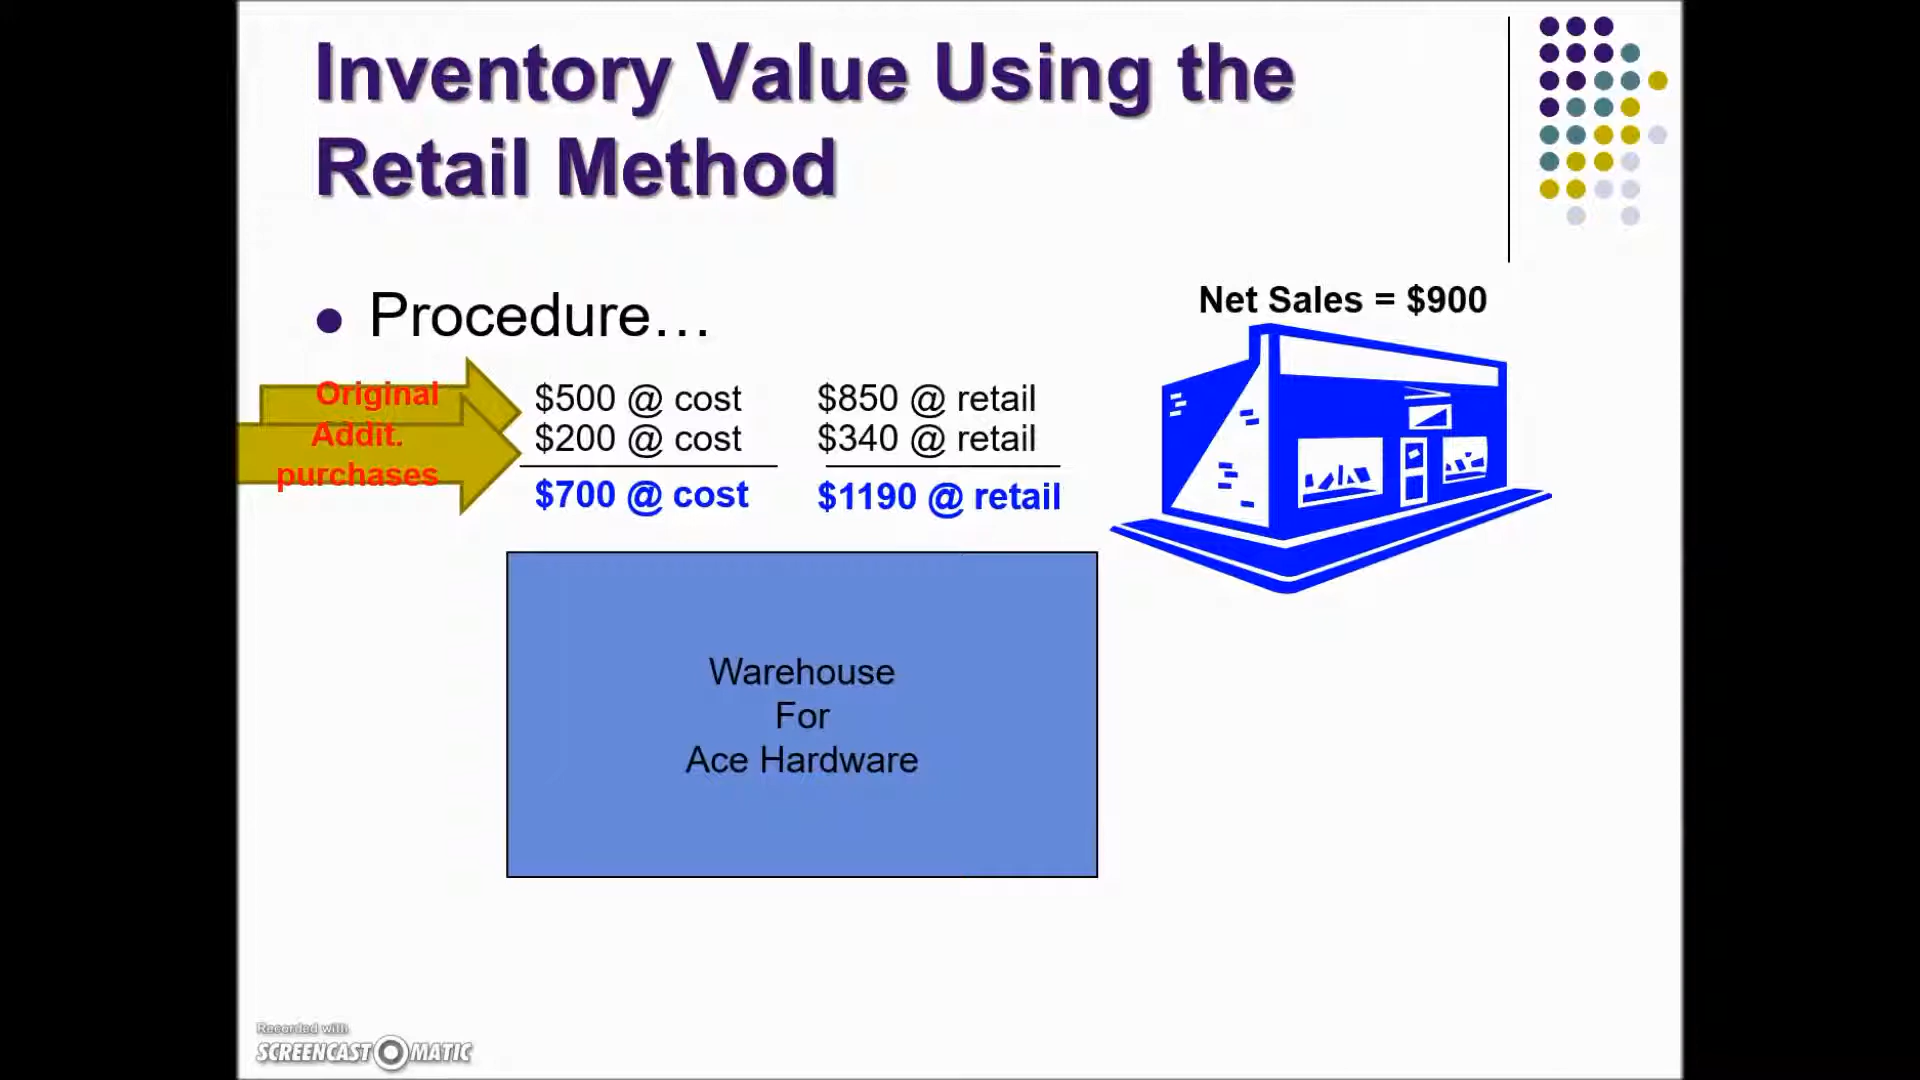 Inventory Value Using the
Retail Method
Procedure…
Net Sales = $900
Original
Addit.
purchases
$500 @ cost $850 @ retail
$200 @ cost $340 @ retail
$700 @ cost $1190 @ retail
Warehouse
For
Ace Hardware
Recorded with
SCREENCAST MATIC